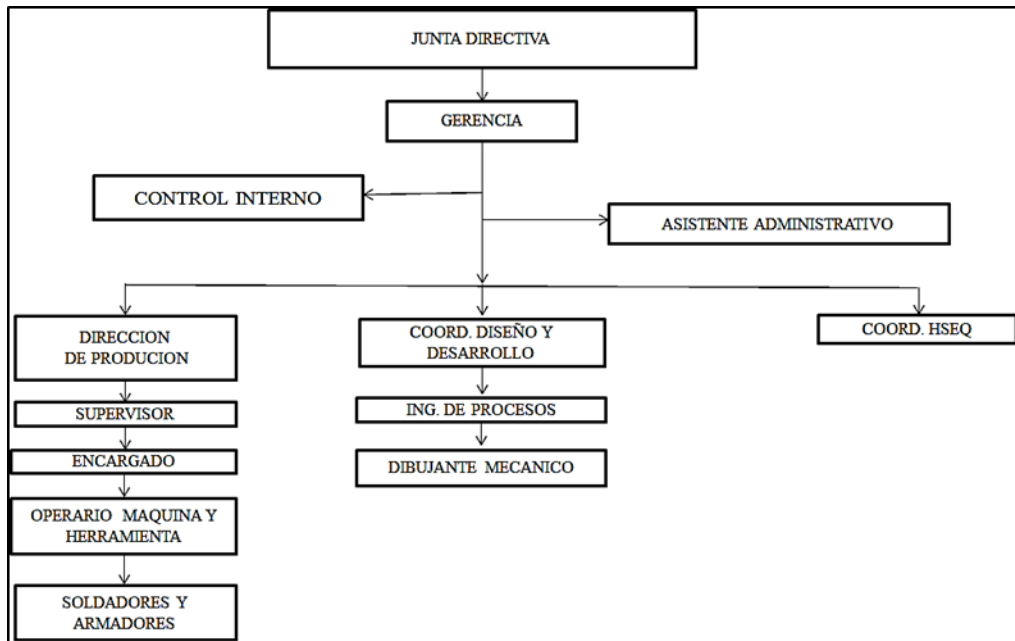 JUNTA DIRECTIVA
GERENCIA
CONTROL INTERNO
ASISTENTE ADMINISTRATIVO
DIRECCION
DE PRODUCION
COORD. DISEÑO Y
DESARROLLO
COORD. HSEQ
SUPERVISOR
ING. DE PROCESOS
ENCARGADO
DIBUJANTE MECANICO
OPERARIO MAQUINA Y
HERRAMIENTA
SOLDADORES Y
ARMADORES